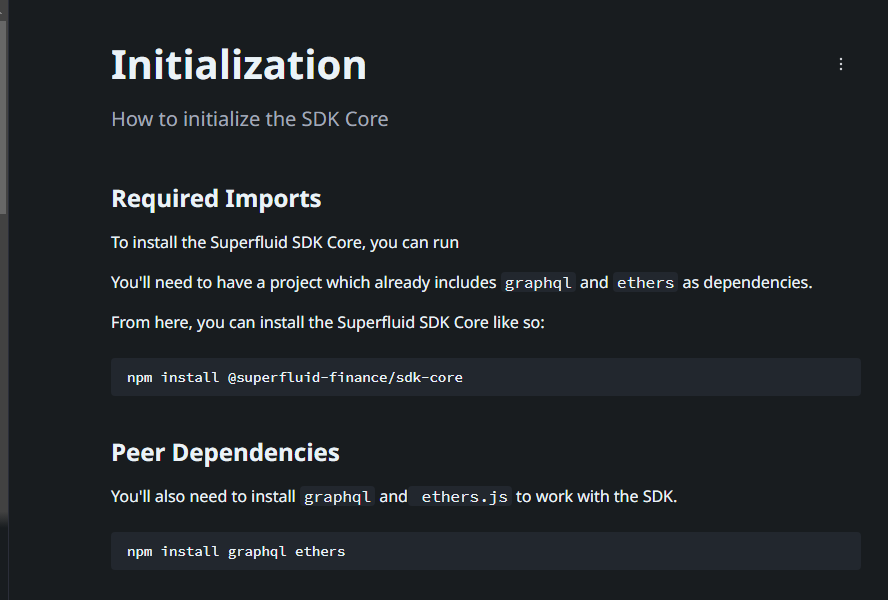 Initialization
How to initialize the SDK Core
Required Imports
To install the Superfluid SDK Core, you can run
You'll need to have a project which already includes graphql and ethers as dependencies.
From here, you can install the Superfluid SDK Core like so:
npm install @superfluid-finance/sdk-core
Peer Dependencies
You'll also need to install graphql and ethers.js to work with the SDK.
npm install graphql ethers